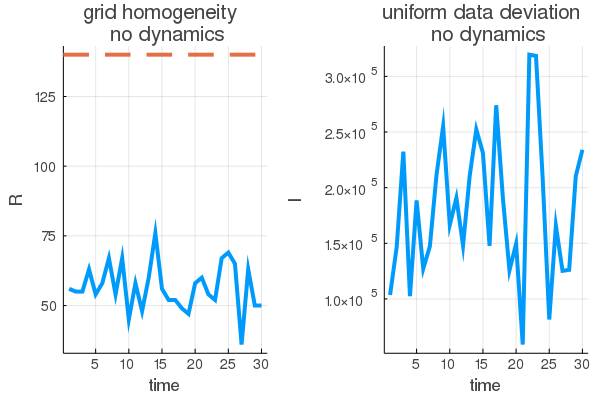 grid homogeneity
no dynamics
R
125
100
75
50
5
10
15
20
25
30
time
uniform data deviation
no dynamics
I
3.0×10 5
2.5×10 5
2.0×10 5
1.5×10 5
1.0×10 5
5
10
15
20
25
30
time